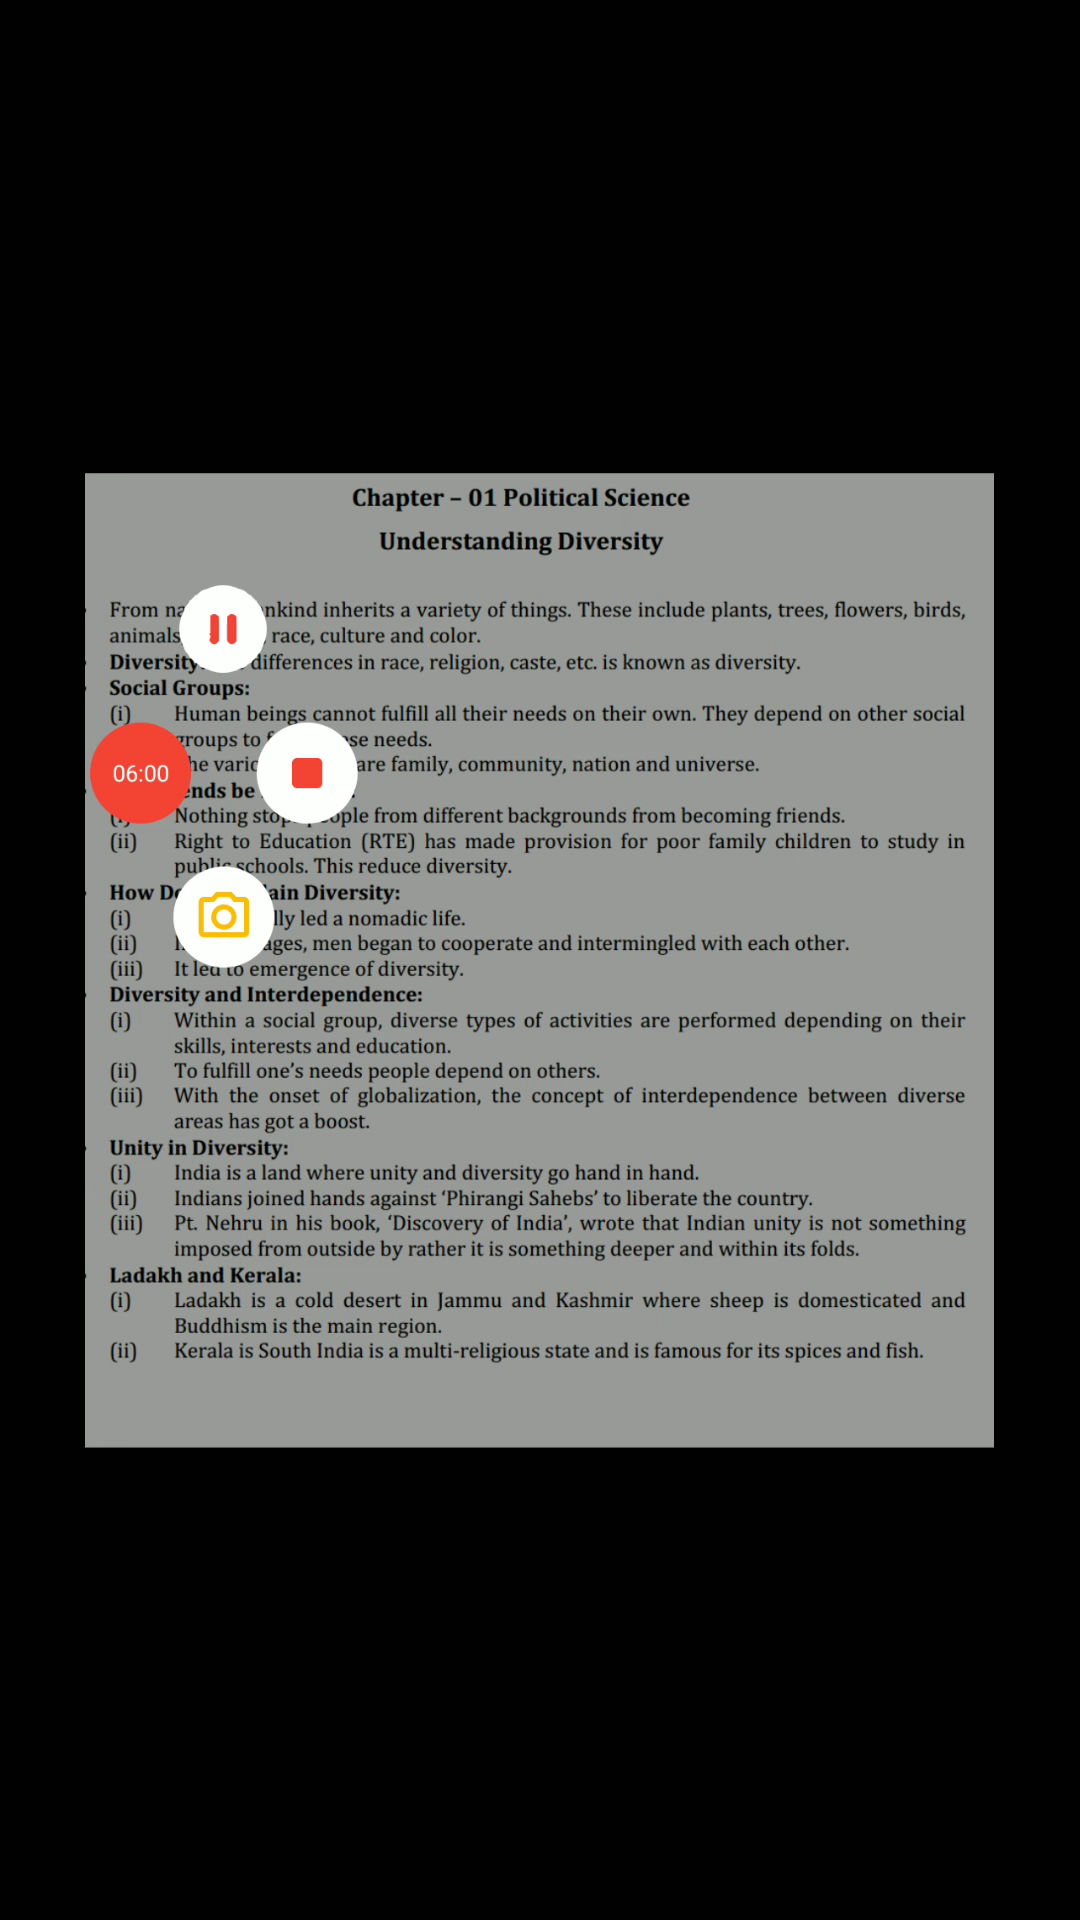 Chapter – 01 Political Science
Understanding Diversity
From nkind inherits a variety of things. These include plants, trees, flowers, birds,
animals race, culture and color.
Diversity differences in race, religion, caste, etc. is known as diversity.
Social Groups:
(i) Human beings cannot fulfill all their needs on their own. They depend on other social
groups to se needs.
06:00
he are family, community, nation and universe.
ends be
Nothing people from different backgrounds from becoming friends.
(ii) Right to Education (RTE) has made provision for poor family children to study in
public schools. This reduce diversity.
How ain Diversity:
(i) lly led a nomadic life.
(ii) ages, men began to cooperate and intermingled with each other.
(iii) It led to emergence of diversity.
Diversity and Interdependence:
(i) Within a social group, diverse types of activities are performed depending on their
skills, interests and education.
(ii) To fulfill one’s needs people depend on others.
(iii) With the onset of globalization, the concept of interdependence between diverse
areas has got a boost.
Unity in Diversity:
(i) India is a land where unity and diversity go hand in hand.
(ii) Indians joined hands against ‘Phirangi Sahebs’ to liberate the country.
(iii) Pt. Nehru in his book, ‘Discovery of India’, wrote that Indian unity is not something
imposed from outside by rather it is something deeper and within its folds.
Ladakh and Kerala:
(i) Ladakh is a cold desert in Jammu and Kashmir where sheep is domesticated and
Buddhism is the main region.
(ii) Kerala is South India is a multi-religious state and is famous for its spices and fish.